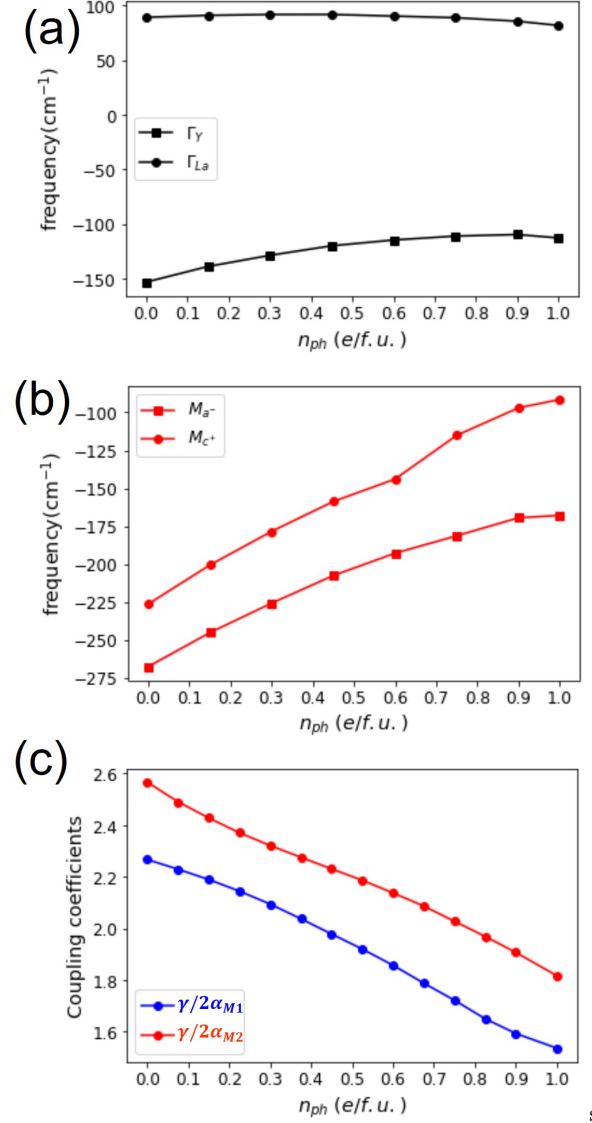 (a)
100
50
0
−50
−100
−150
frequency(cm⁻¹)
Γ_Y
Γ_La
0.0 0.1 0.2 0.3 0.4 0.5 0.6 0.7 0.8 0.9 1.0
n_ph (e/f.u.)
(b)
−100
−125
−150
−175
−200
−225
−250
−275
frequency(cm⁻¹)
M_a⁻
M_c⁺
0.0 0.1 0.2 0.3 0.4 0.5 0.6 0.7 0.8 0.9 1.0
n_ph (e/f.u.)
(c)
2.6
2.4
2.2
2.0
1.8
1.6
Coupling coefficients
γ/2α_M1
γ/2α_M2
0.0 0.1 0.2 0.3 0.4 0.5 0.6 0.7 0.8 0.9 1.0
n_ph (e/f.u.)
s